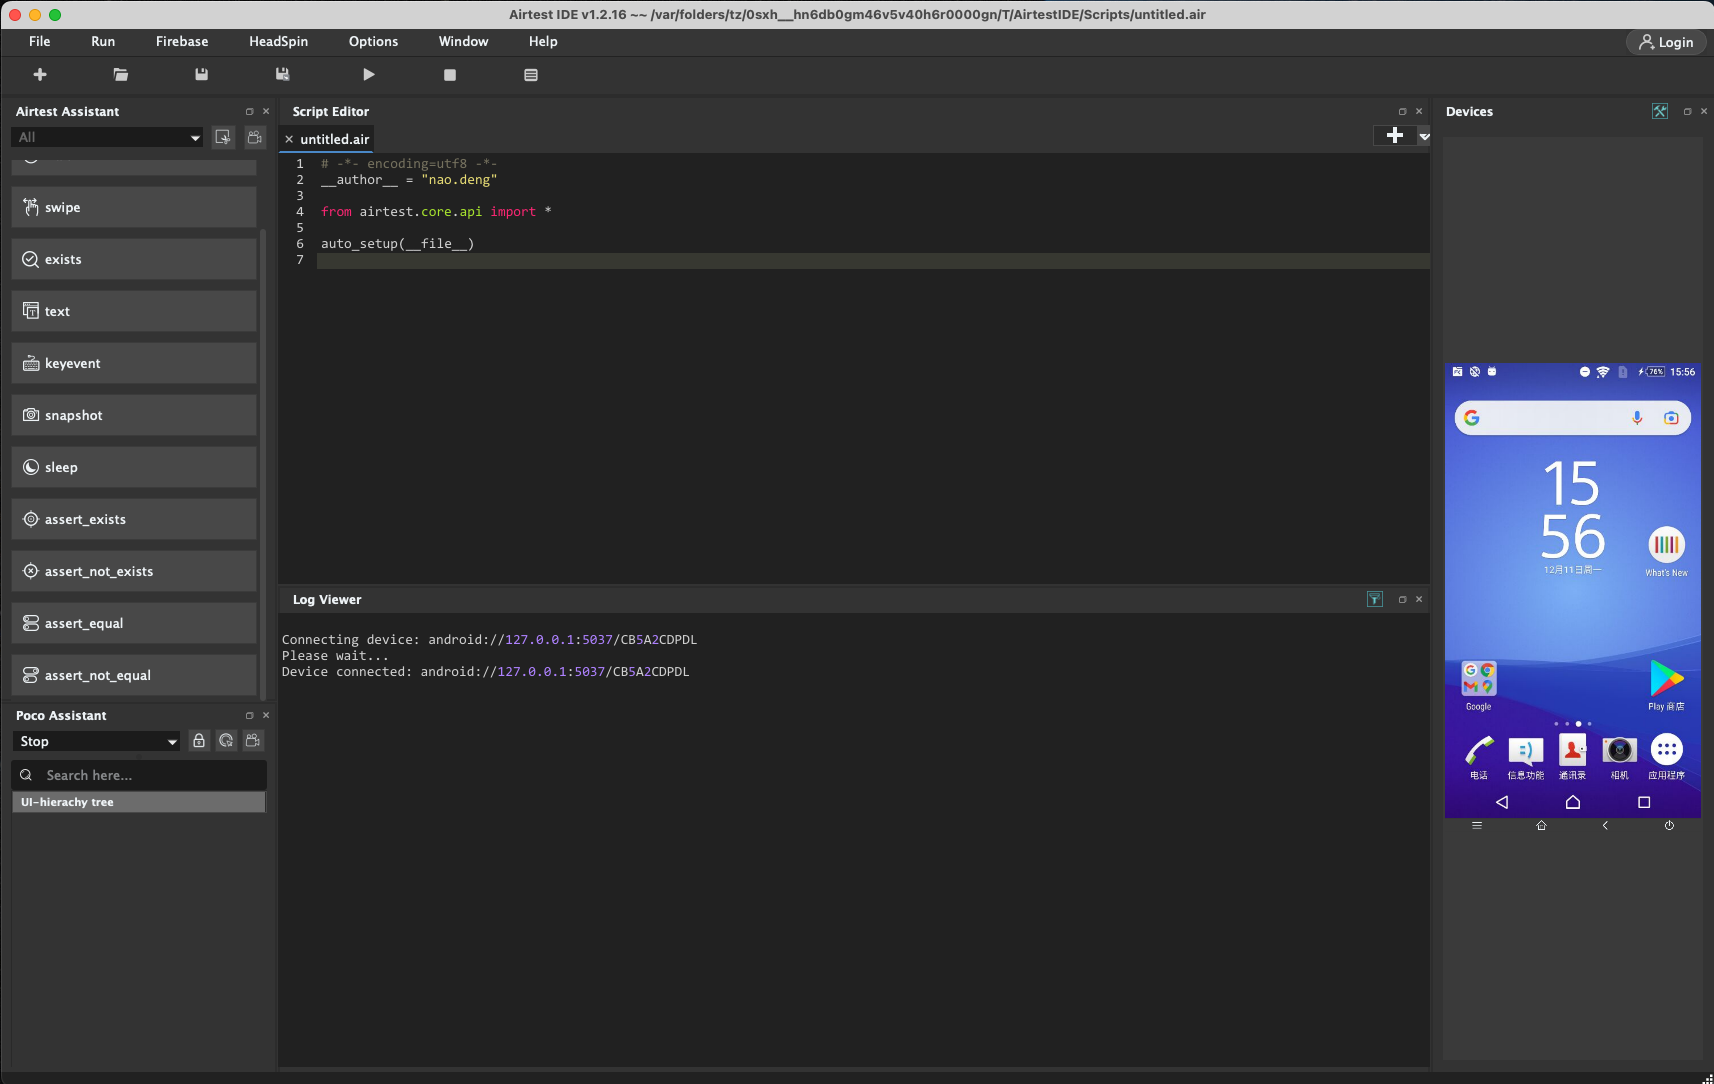 Airtest IDE v1.2.16 ~~ /var/folders/tz/0sxh__hn6db0gm46v5v40h6r0000gn/T/AirtestIDE/Scripts/untitled.air
File Run Firebase HeadSpin Options Window Help
Login
Airtest Assistant
All
swipe
exists
text
keyevent
snapshot
sleep
assert_exists
assert_not_exists
assert_equal
assert_not_equal
Poco Assistant
Stop
Search here...
UI-hierachy tree
Script Editor
untitled.air
1 # -*- encoding=utf8 -*-
2 __author__ = "nao.deng"
3
4 from airtest.core.api import *
5
6 auto_setup(__file__)
7
Log Viewer
Connecting device: android://127.0.0.1:5037/CB5A2CDPDL
Please wait...
Device connected: android://127.0.0.1:5037/CB5A2CDPDL
Devices
76% 15:56
15
56
12月11日周一
What's New
Google
Play 商店
电话 信息功能 通讯录 相机 应用程序